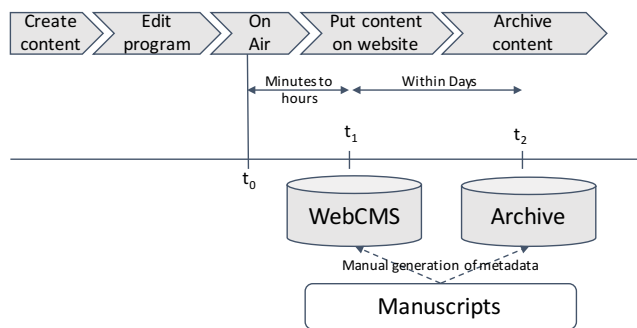 Create content
Edit program
On Air
Put content on website
Archive content
Minutes to hours
Within Days
t1
t2
t0
WebCMS
Archive
Manual generation of metadata
Manuscripts